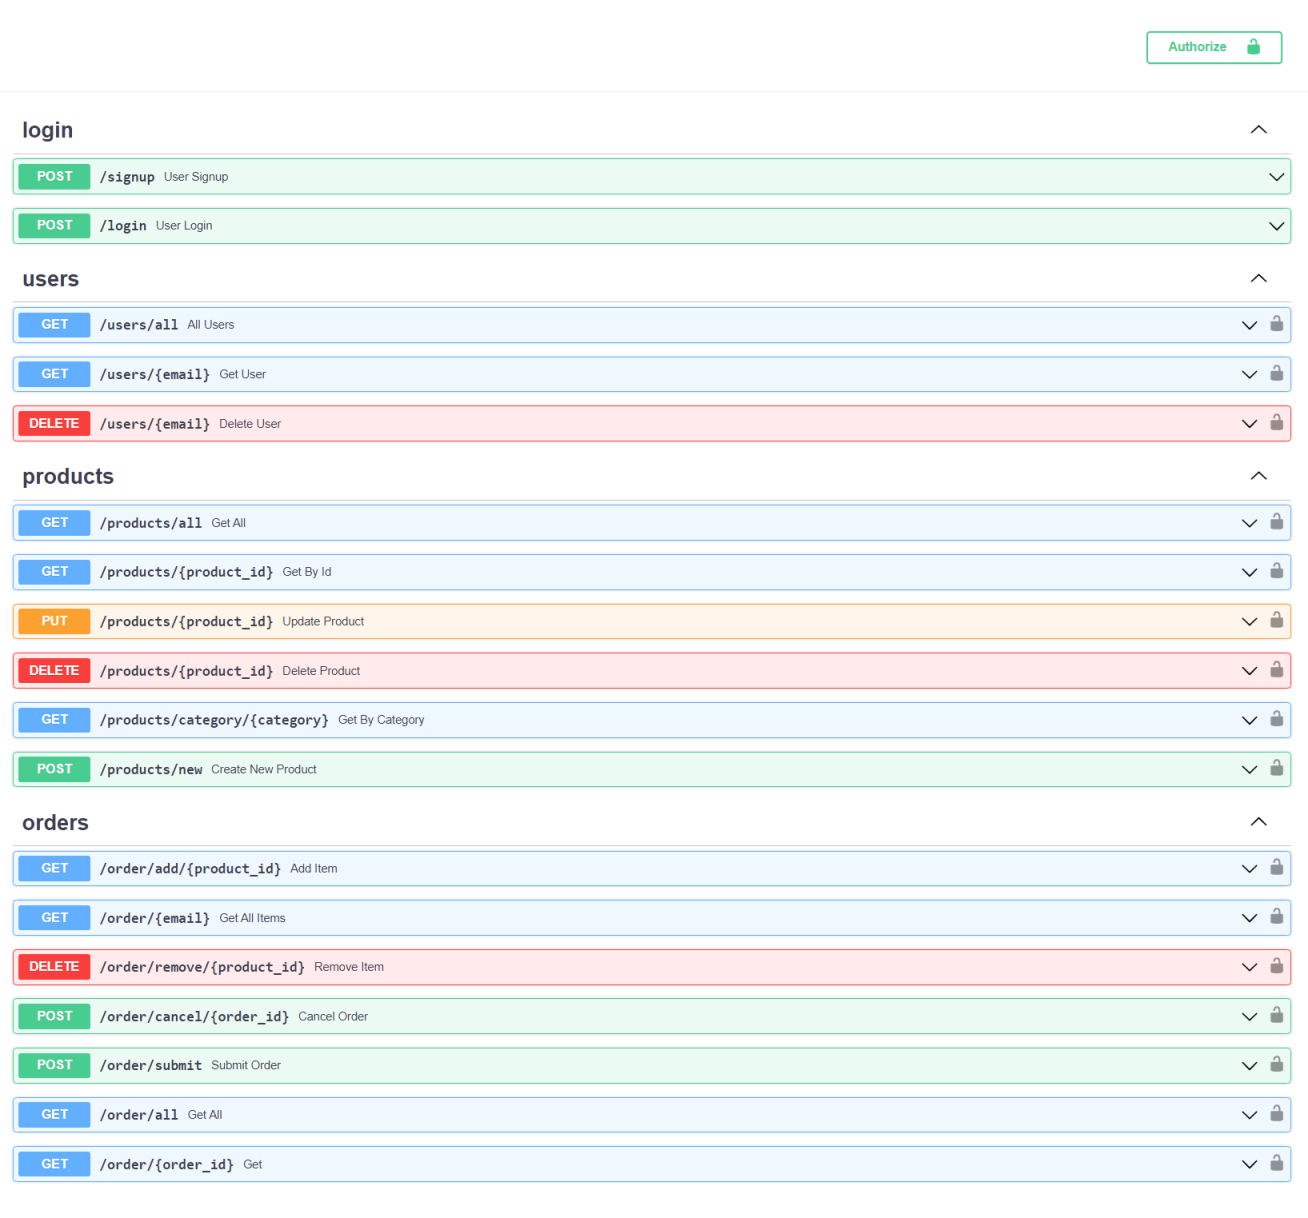 Authorize
login
POST /signup User Signup
POST /login User Login
users
GET /users/all All Users
GET /users/{email} Get User
DELETE /users/{email} Delete User
products
GET /products/all Get All
GET /products/{product_id} Get By Id
PUT /products/{product_id} Update Product
DELETE /products/{product_id} Delete Product
GET /products/category/{category} Get By Category
POST /products/new Create New Product
orders
GET /order/add/{product_id} Add Item
GET /order/{email} Get All Items
DELETE /order/remove/{product_id} Remove Item
POST /order/cancel/{order_id} Cancel Order
POST /order/submit Submit Order
GET /order/all Get All
GET /order/{order_id} Get